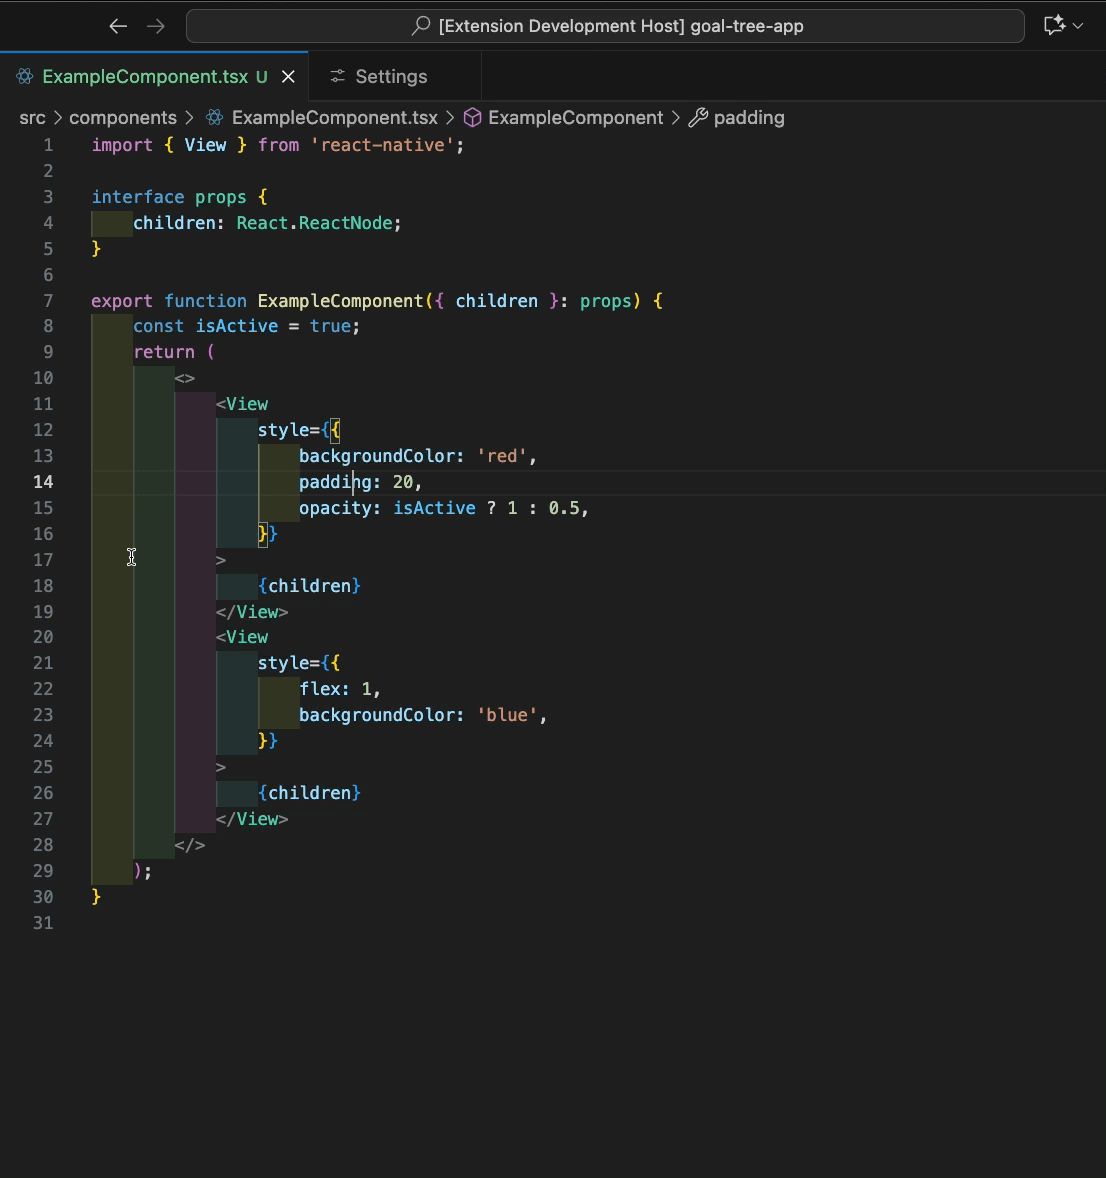 [Extension Development Host] goal-tree-app
ExampleComponent.tsx U
Settings
src > components > ExampleComponent.tsx > ExampleComponent > padding
1 import { View } from 'react-native';
2
3 interface props {
4 children: React.ReactNode;
5 }
6
7 export function ExampleComponent({ children }: props) {
8 const isActive = true;
9 return (
10 <>
11 <View
12 style={{
13 backgroundColor: 'red',
14 padding: 20,
15 opacity: isActive ? 1 : 0.5,
16 }}
17 >
18 {children}
19 </View>
20 <View
21 style={{
22 flex: 1,
23 backgroundColor: 'blue',
24 }}
25 >
26 {children}
27 </View>
28 </>
29 );
30 }
31